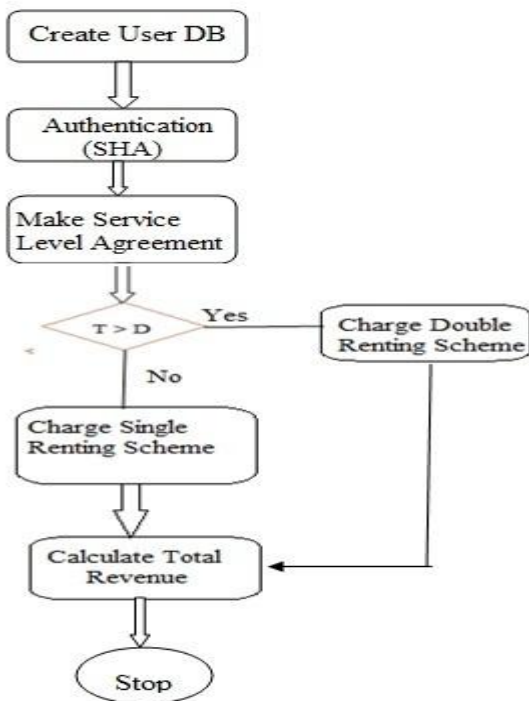 Create User DB
Authentication
(SHA)
Make Service
Level Agreement
T > D
Yes
Charge Double
Renting Scheme
No
Charge Single
Renting Scheme
Calculate Total
Revenue
Stop